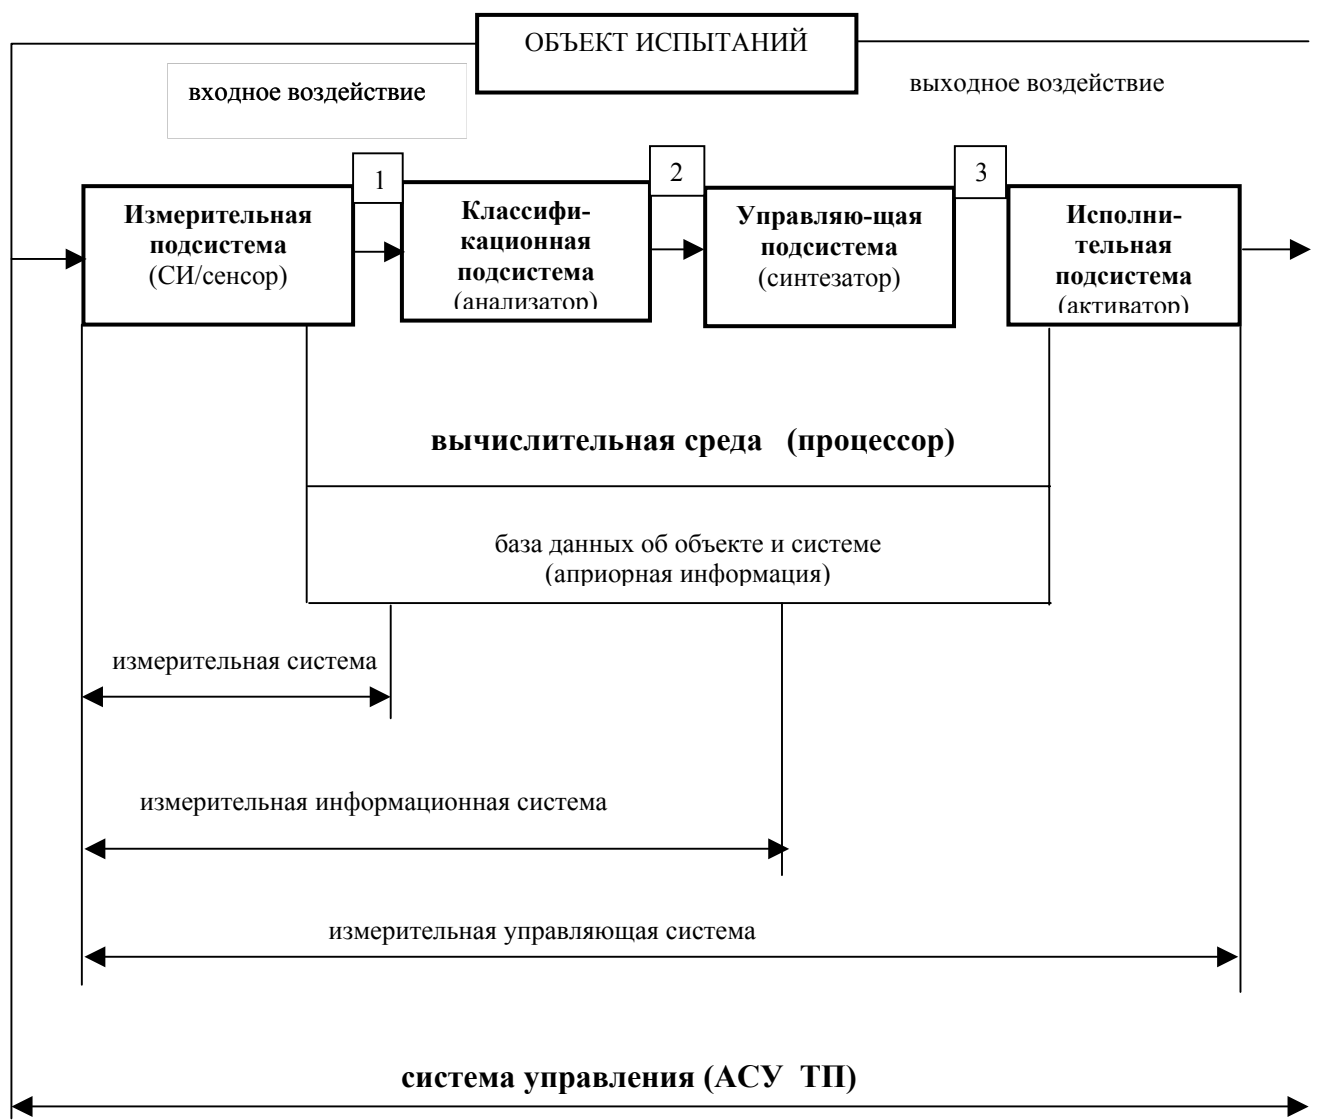 ОБЪЕКТ ИСПЫТАНИЙ
входное воздействие
выходное воздействие
1
2
3
Измерительная
подсистема
(СИ/сенсор)
Классифи-
кационная
подсистема
(анализатор)
Управляю-щая
подсистема
(синтезатор)
Исполни-
тельная
подсистема
(активатор)
вычислительная среда (процессор)
база данных об объекте и системе
(априорная информация)
измерительная система
измерительная информационная система
измерительная управляющая система
система управления (АСУ ТП)